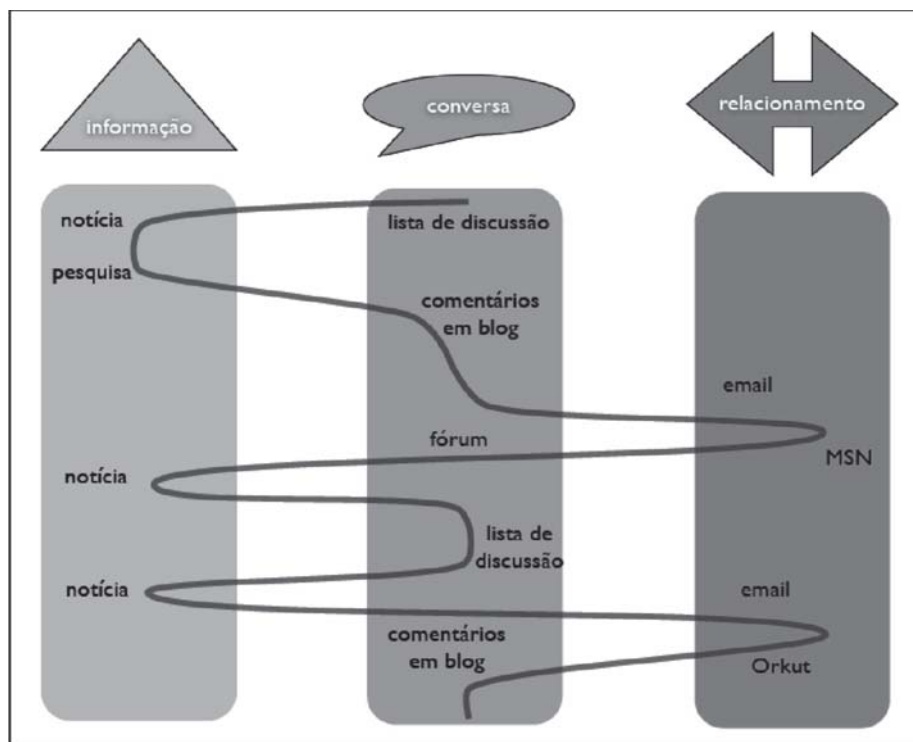 informação
conversa
relacionamento
notícia
lista de discussão
pesquisa
comentários
em blog
email
fórum
MSN
notícia
lista de
discussão
notícia
email
comentários
em blog
Orkut